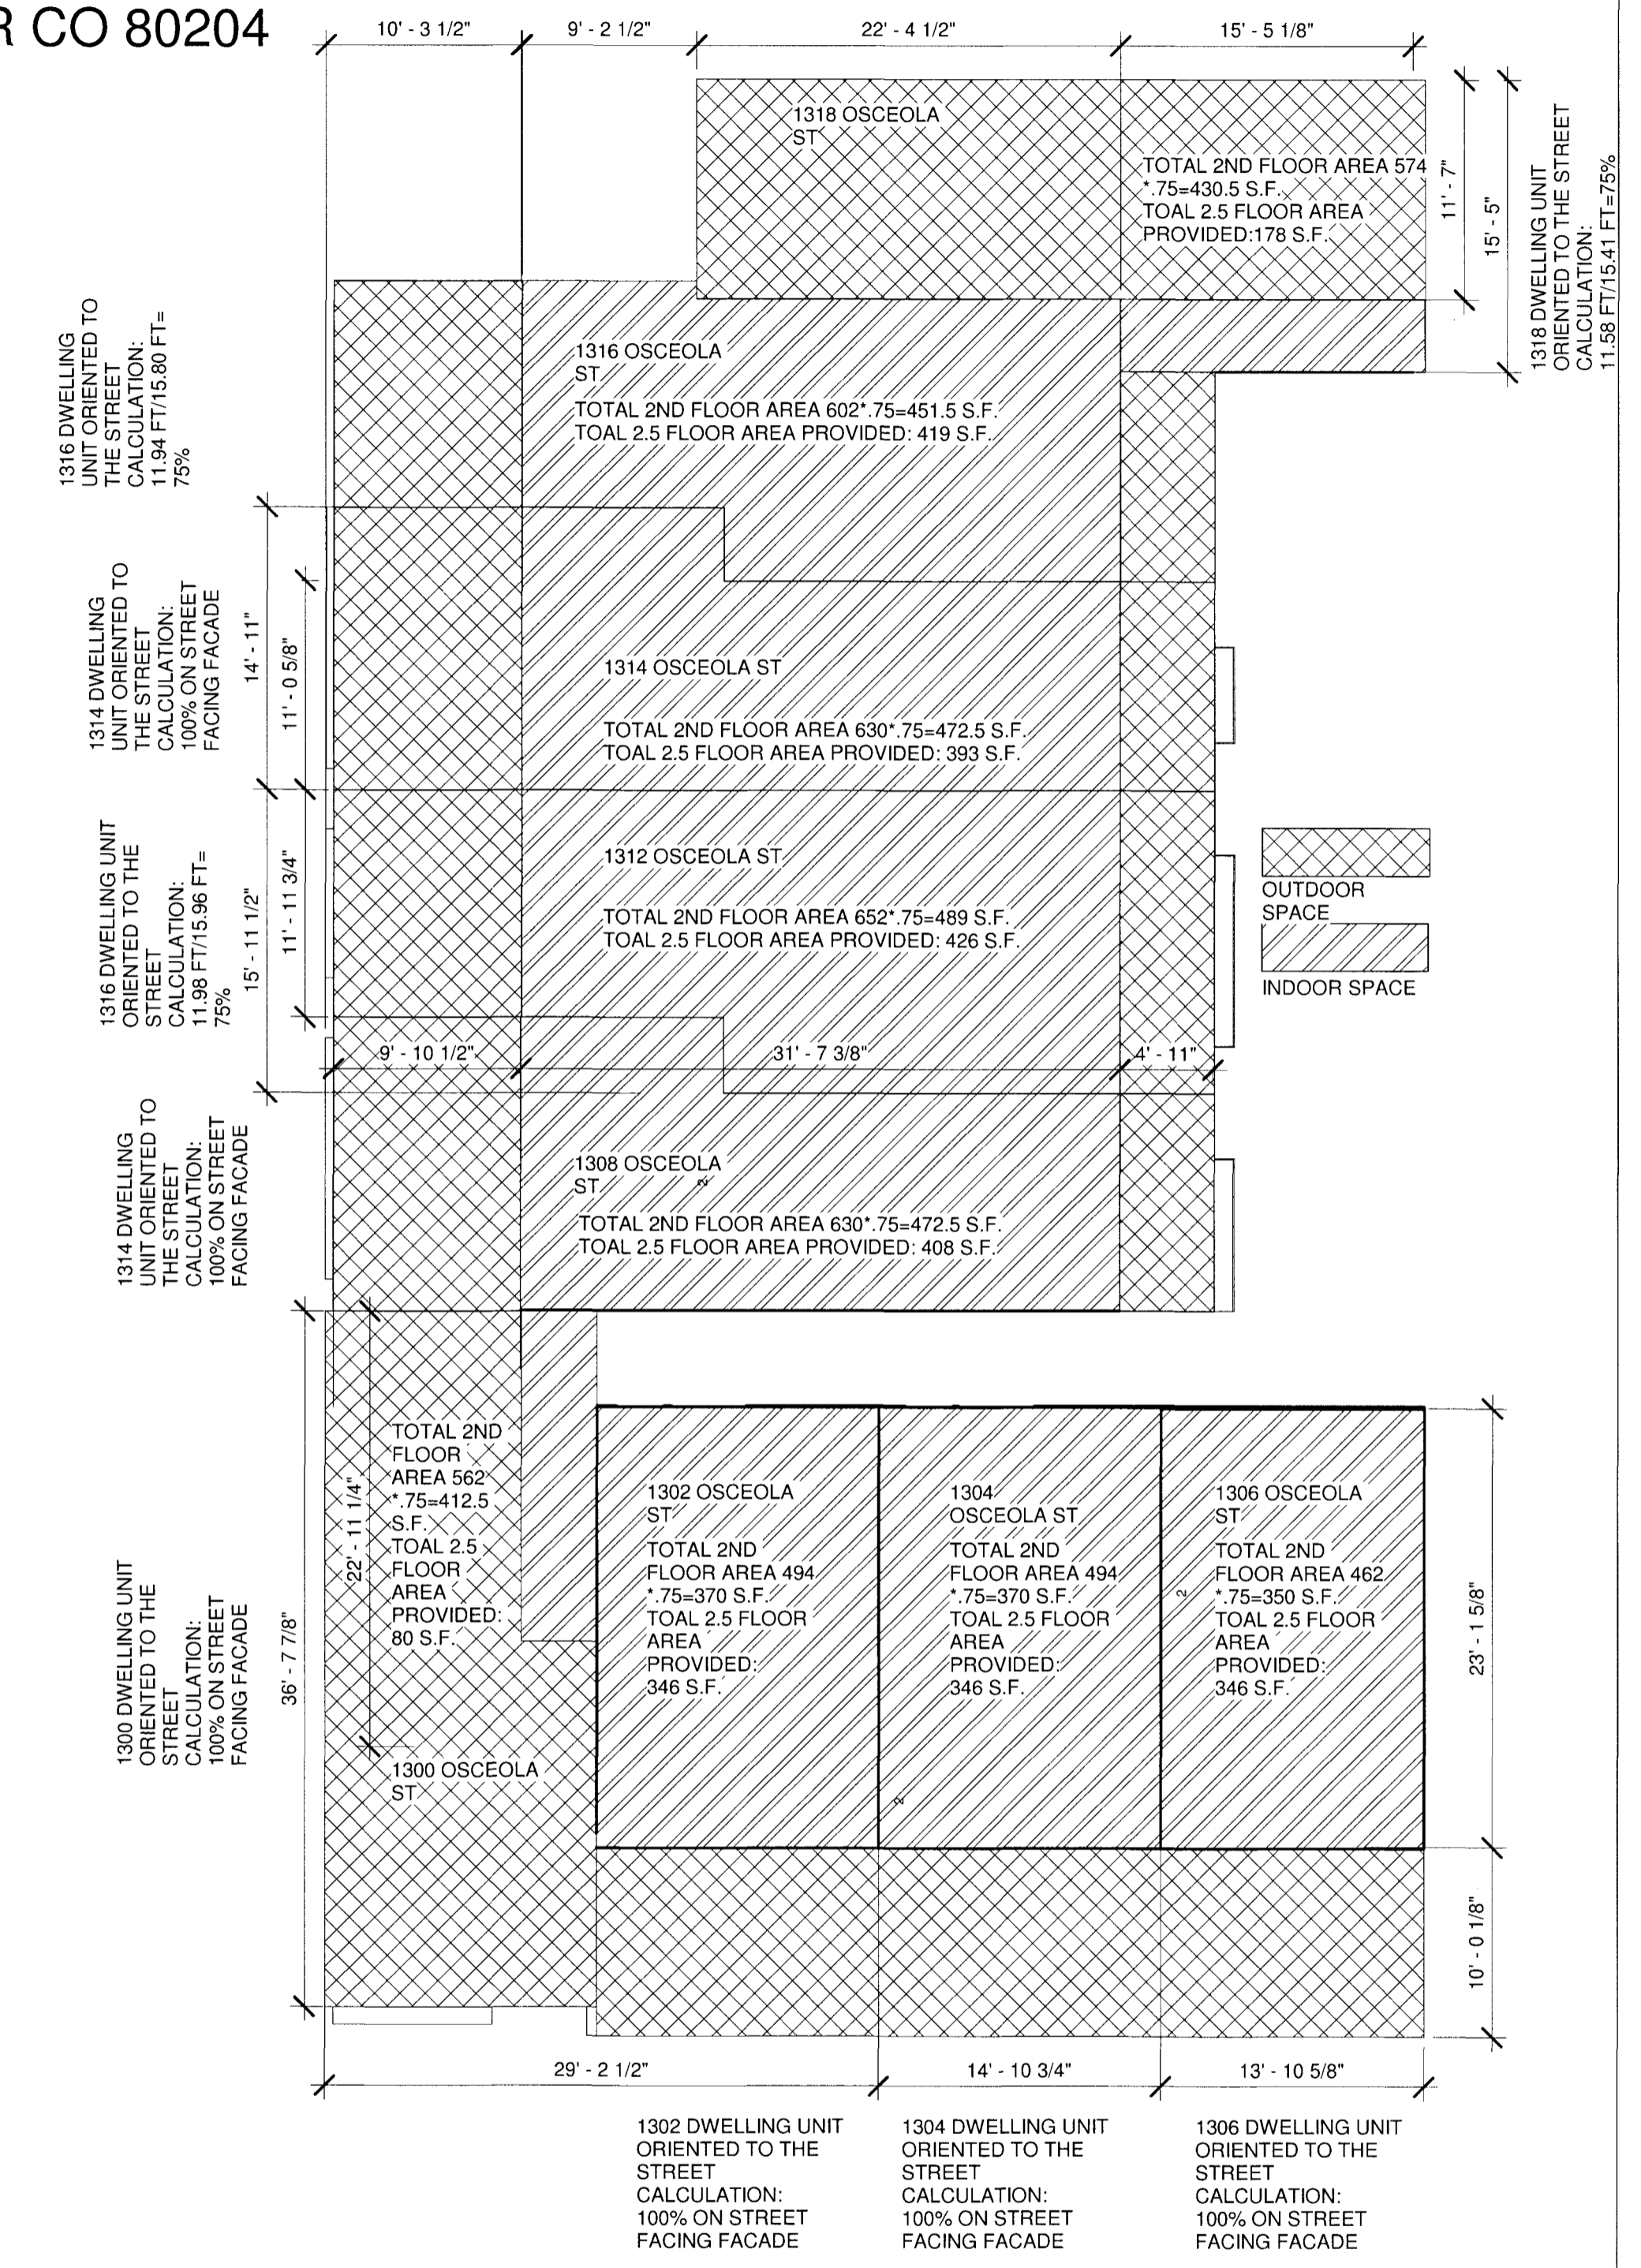 R CO 80204
10' - 3 1/2"
9' - 2 1/2"
22' - 4 1/2"
15' - 5 1/8"
1318 OSCEOLA
ST
TOTAL 2ND FLOOR AREA 574
*.75=430.5 S.F.
TOAL 2.5 FLOOR AREA
PROVIDED:178 S.F.
11' - 7"
15' - 5"
1318 DWELLING UNIT
ORIENTED TO THE STREET
CALCULATION:
11.58 FT/15.41 FT=75%
1316 DWELLING
UNIT ORIENTED TO
THE STREET
CALCULATION:
11.94 FT/15.80 FT=
75%
1316 OSCEOLA
ST
TOTAL 2ND FLOOR AREA 602*.75=451.5 S.F.
TOAL 2.5 FLOOR AREA PROVIDED: 419 S.F.
1314 DWELLING
UNIT ORIENTED TO
THE STREET
CALCULATION:
100% ON STREET
FACING FACADE
14' - 11"
11' - 0 5/8"
1314 OSCEOLA ST
TOTAL 2ND FLOOR AREA 630*.75=472.5 S.F.
TOAL 2.5 FLOOR AREA PROVIDED: 393 S.F.
1316 DWELLING UNIT
ORIENTED TO THE
STREET
CALCULATION:
11.98 FT/15.96 FT=
75%
15' - 11 1/2"
11' - 11 3/4"
1312 OSCEOLA ST
TOTAL 2ND FLOOR AREA 652*.75=489 S.F.
TOAL 2.5 FLOOR AREA PROVIDED: 426 S.F.
OUTDOOR
SPACE
INDOOR SPACE
9' - 10 1/2"
31' - 7 3/8"
4' - 11"
1314 DWELLING
UNIT ORIENTED TO
THE STREET
CALCULATION:
100% ON STREET
FACING FACADE
1308 OSCEOLA
ST
2
TOTAL 2ND FLOOR AREA 630*.75=472.5 S.F.
TOAL 2.5 FLOOR AREA PROVIDED: 408 S.F.
1300 DWELLING UNIT
ORIENTED TO THE
STREET
CALCULATION:
100% ON STREET
FACING FACADE
36' - 7 7/8"
22' - 11 1/4"
TOTAL 2ND
FLOOR
AREA 562
*.75=412.5
S.F.
TOAL 2.5
FLOOR
AREA
PROVIDED:
80 S.F.
1300 OSCEOLA
ST
1302 OSCEOLA
ST
TOTAL 2ND
FLOOR AREA 494
*.75=370 S.F.
TOAL 2.5 FLOOR
AREA
PROVIDED:
346 S.F.
1304
OSCEOLA ST
TOTAL 2ND
FLOOR AREA 494
*.75=370 S.F.
TOAL 2.5 FLOOR
AREA
PROVIDED:
346 S.F.
2
1306 OSCEOLA
ST
TOTAL 2ND
FLOOR AREA 462
*.75=350 S.F.
TOAL 2.5 FLOOR
AREA
PROVIDED:
346 S.F.
2
23' - 1 5/8"
10' - 0 1/8"
29' - 2 1/2"
14' - 10 3/4"
13' - 10 5/8"
1302 DWELLING UNIT
ORIENTED TO THE
STREET
CALCULATION:
100% ON STREET
FACING FACADE
1304 DWELLING UNIT
ORIENTED TO THE
STREET
CALCULATION:
100% ON STREET
FACING FACADE
1306 DWELLING UNIT
ORIENTED TO THE
STREET
CALCULATION:
100% ON STREET
FACING FACADE